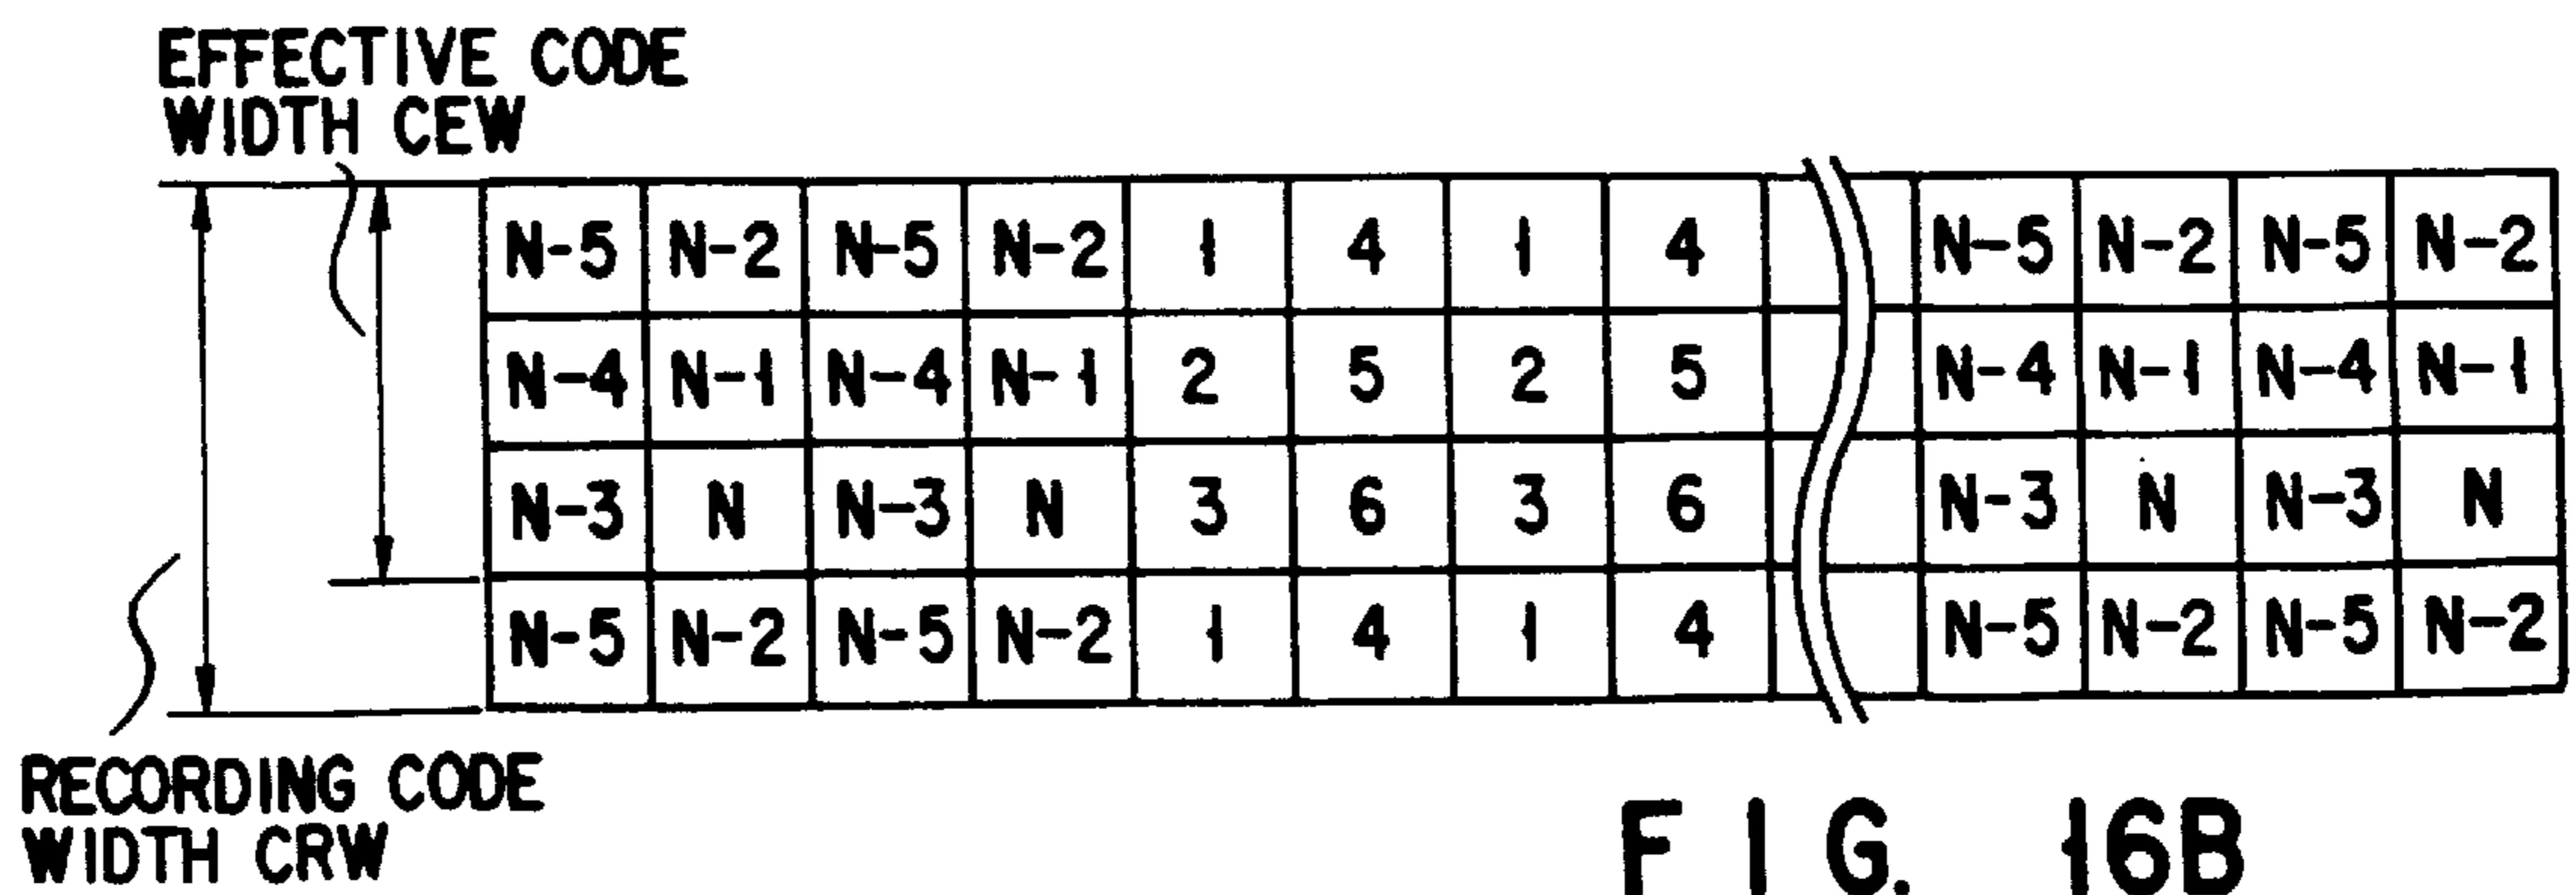 EFFECTIVE CODE
WIDTH CEW
N-5 N-2 N-5 N-2 1 4 1 4 N-5 N-2 N-5 N-2
N-4 N-1 N-4 N-1 2 5 2 5 N-4 N-1 N-4 N-1
N-3 N N-3 N 3 6 3 6 N-3 N N-3 N
N-5 N-2 N-5 N-2 1 4 1 4 N-5 N-2 N-5 N-2
RECORDING CODE
WIDTH CRW
FIG. 16B